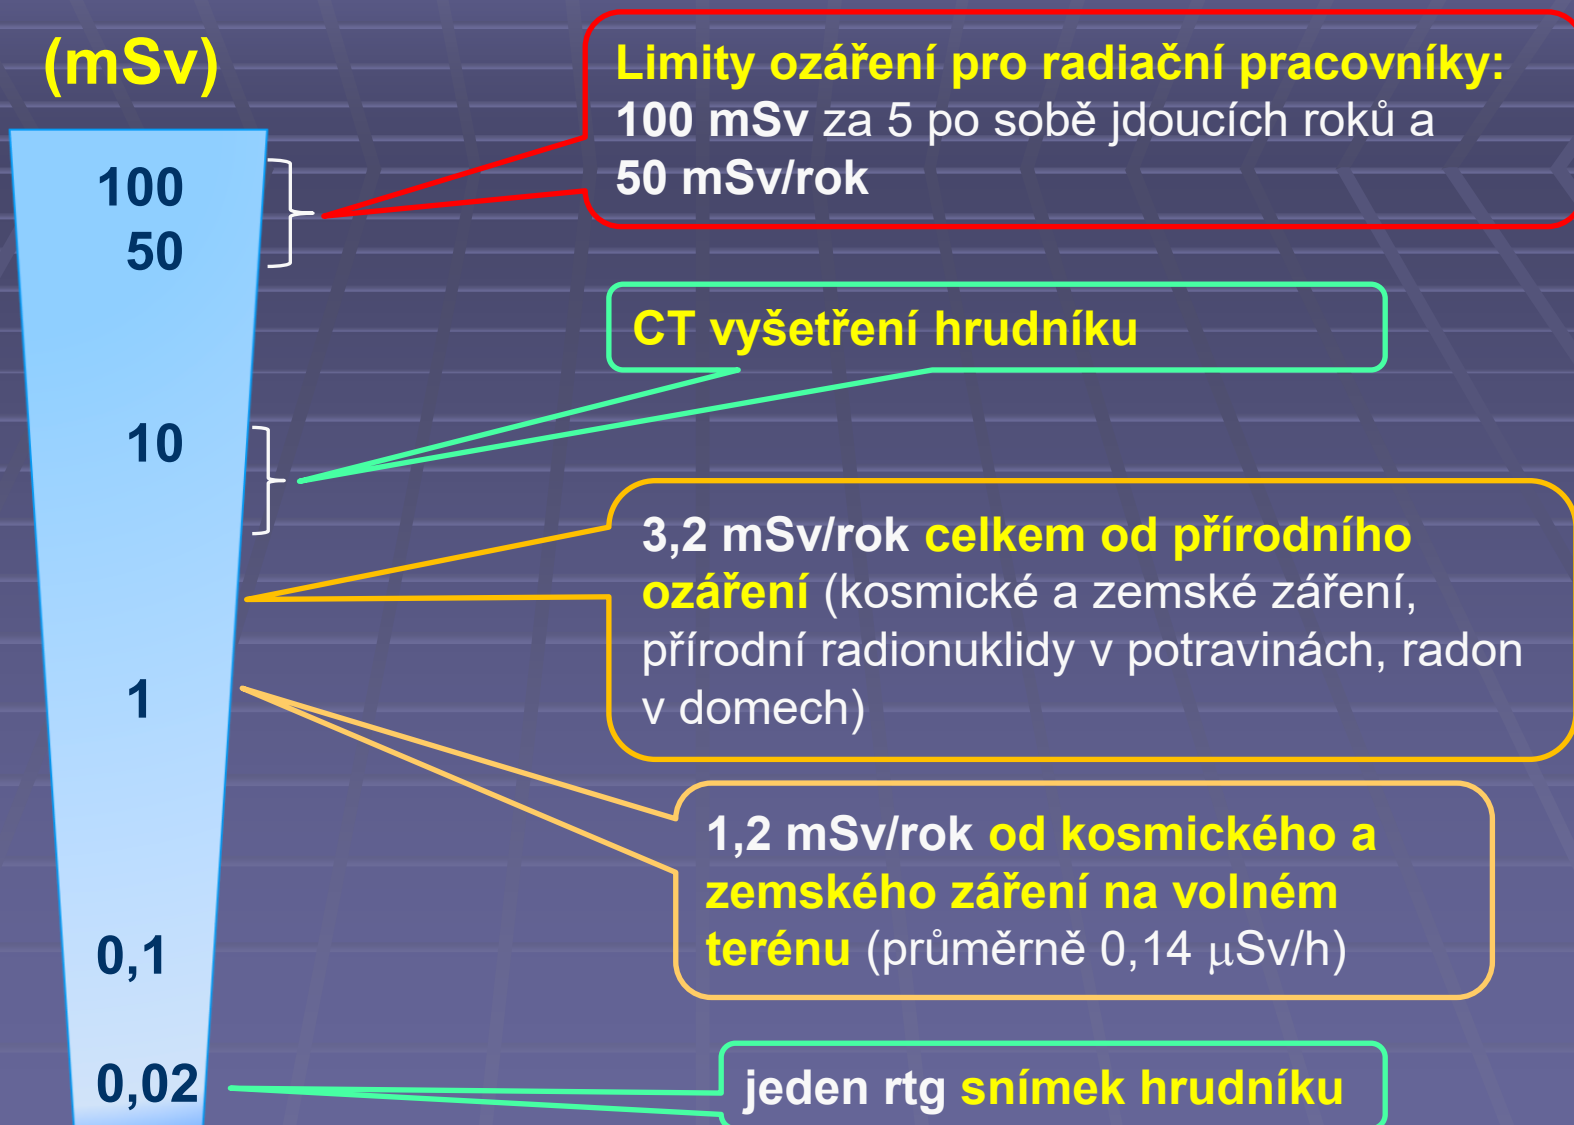 (mSv)
100
50
10
1
0,1
0,02
Limity ozáření pro radiační pracovníky:
100 mSv za 5 po sobě jdoucích roků a
50 mSv/rok
CT vyšetření hrudníku
3,2 mSv/rok celkem od přírodního
ozáření (kosmické a zemské záření,
přírodní radionuklidy v potravinách, radon
v domech)
1,2 mSv/rok od kosmického a
zemského záření na volném
terénu (průměrně 0,14 μSv/h)
jeden rtg snímek hrudníku